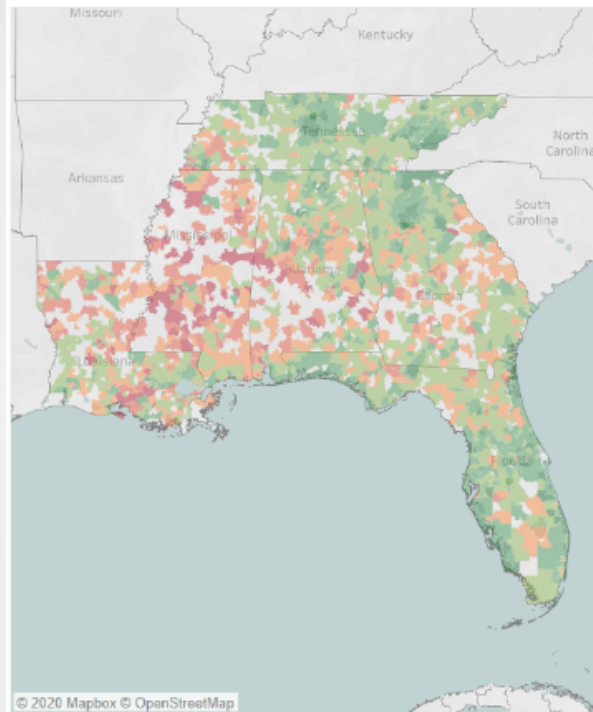 Missouri
Kentucky
Tennessee
North
Carolina
Arkansas
South
Carolina
Mississippi
Alabama
Georgia
Louisiana
Florida
© 2020 Mapbox © OpenStreetMap